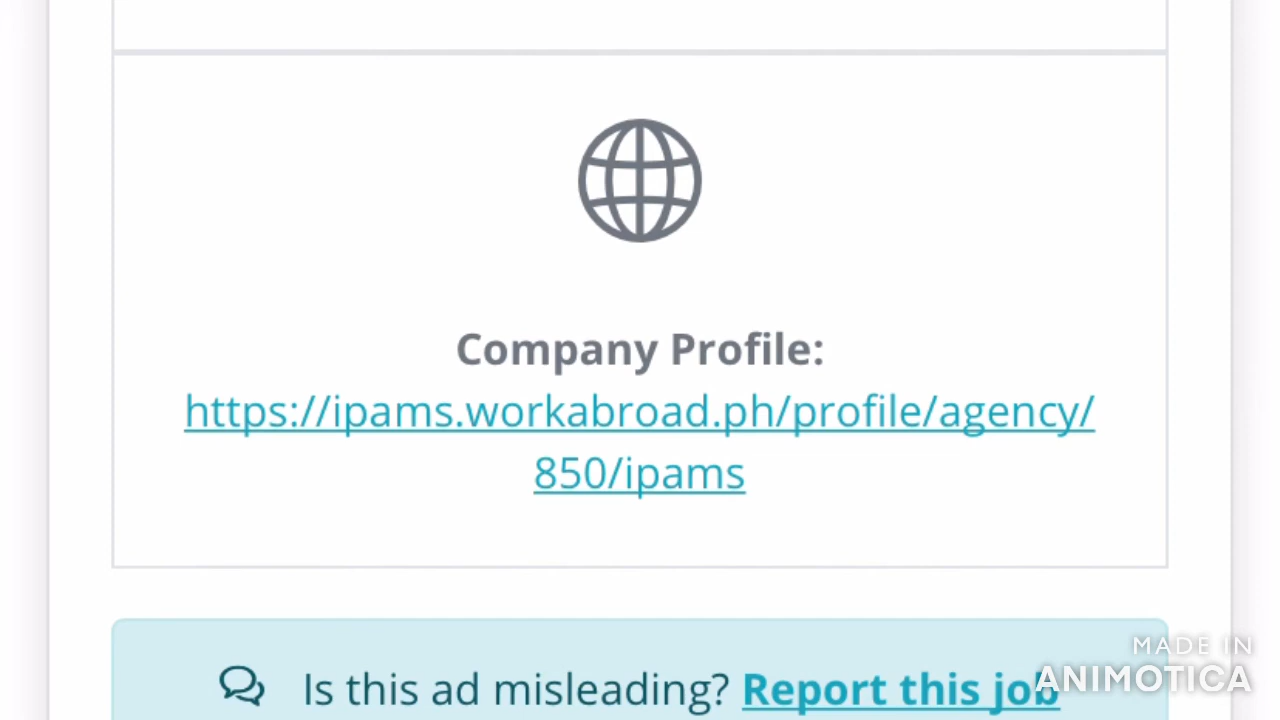 Company Profile:
https://ipams.workabroad.ph/profile/agency/
850/ipams
Is this ad misleading? Report this job
MADE IN
ANIMOTICA